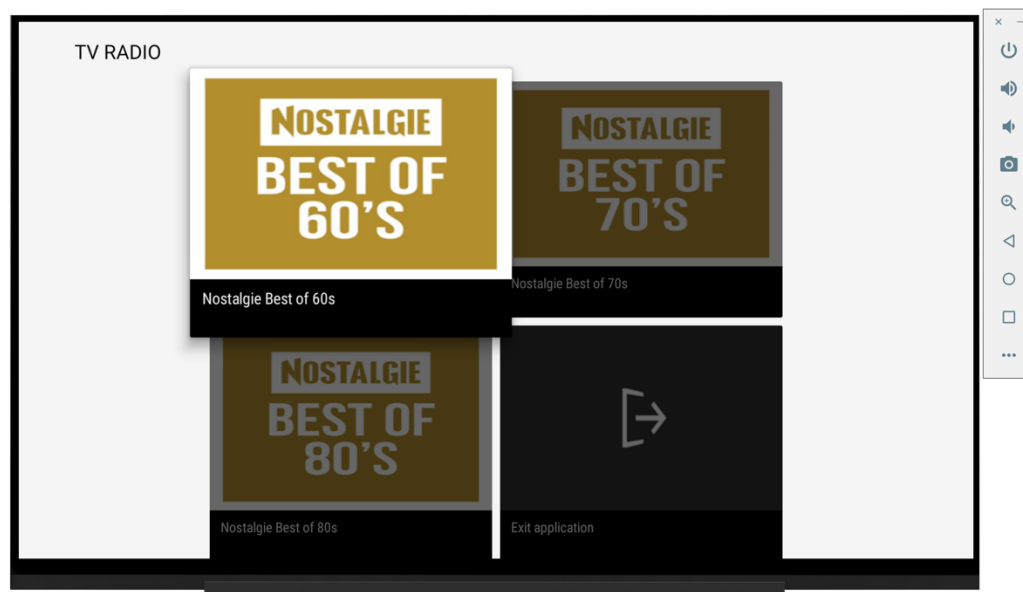 TV RADIO
NOSTALGIE
BEST OF
60'S
Nostalgie Best of 60s
NOSTALGIE
BEST OF
70'S
Nostalgie Best of 70s
NOSTALGIE
BEST OF
80'S
Nostalgie Best of 80s
Exit application